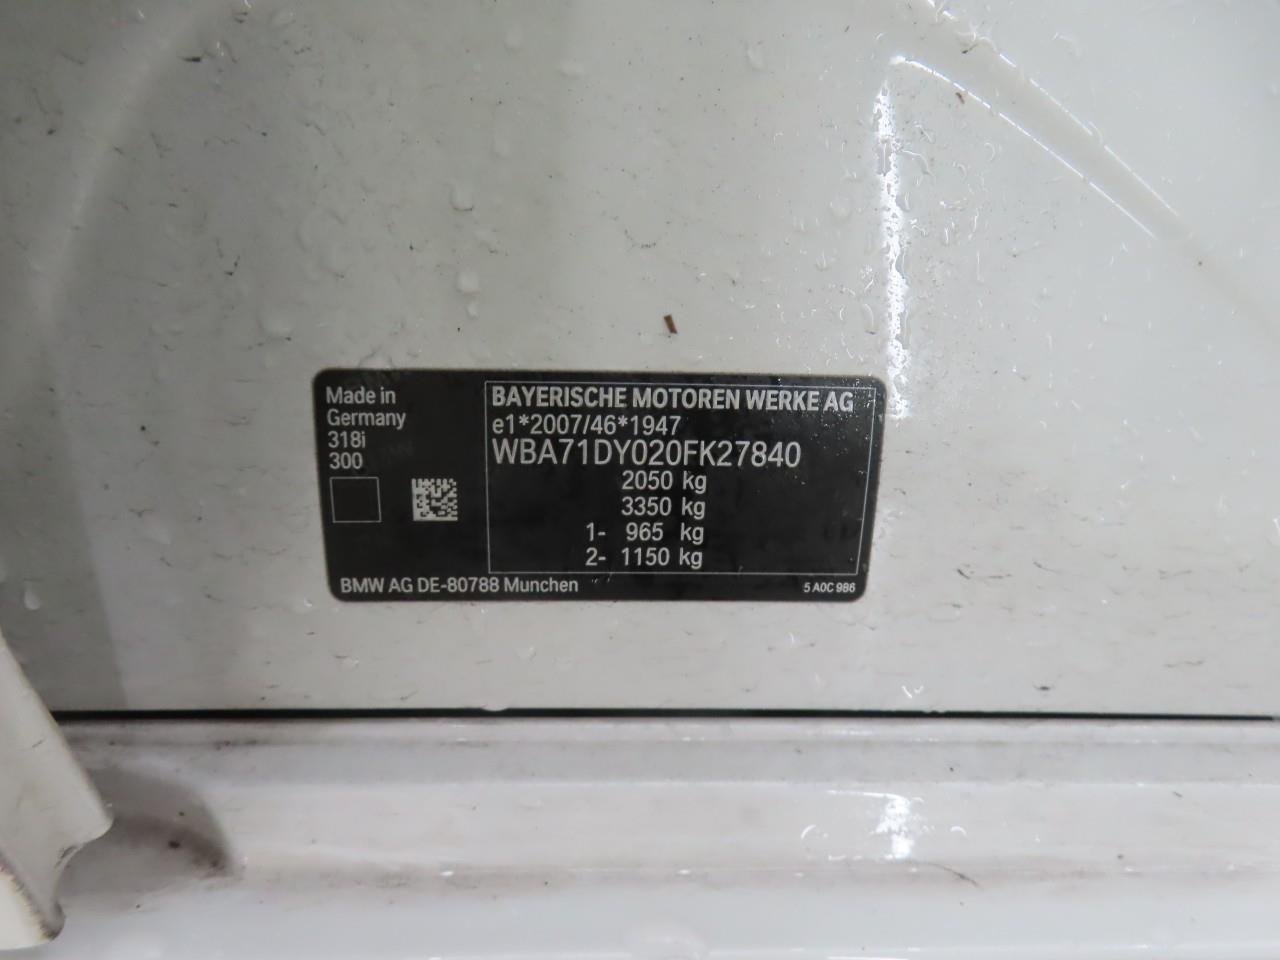 Made in
Germany
318i
300
BAYERISCHE MOTOREN WERKE AG
e1*2007/46*1947
WBA71DY020FK27840
2050 kg
3350 kg
1- 965 kg
2- 1150 kg
BMW AG DE-80788 Munchen
5 A0C 986